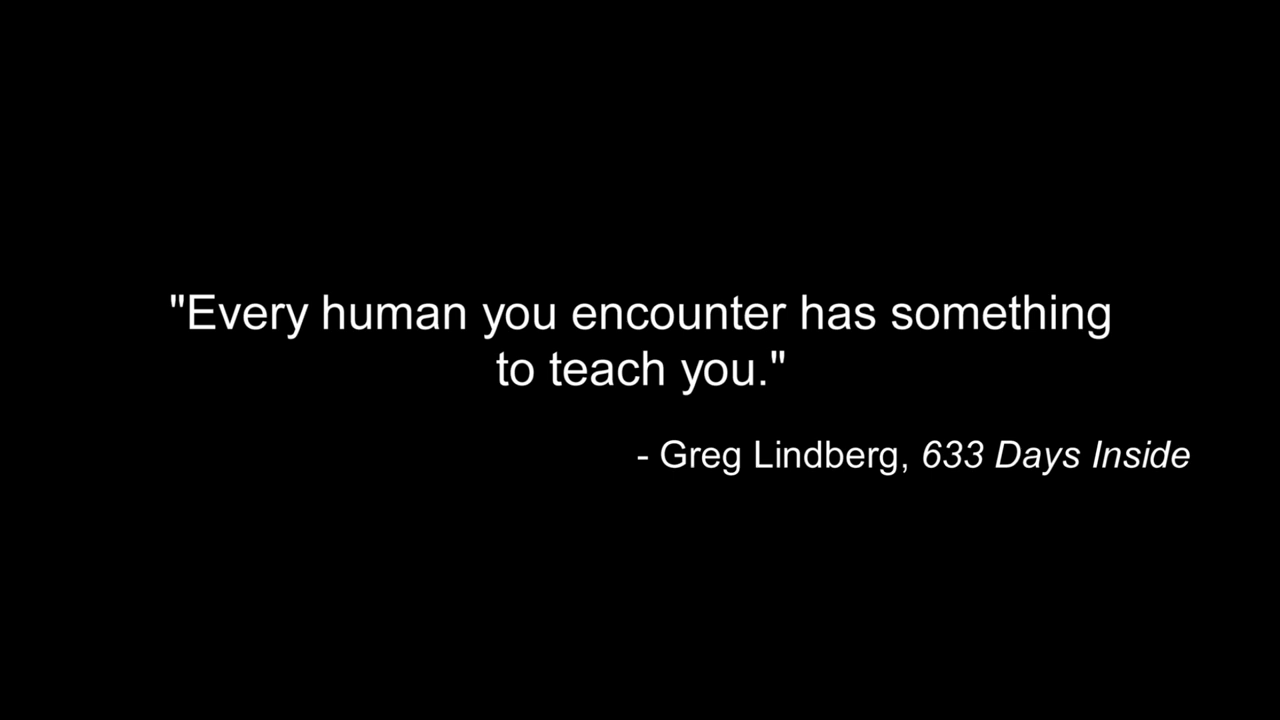 "Every human you encounter has something
to teach you."
- Greg Lindberg, 633 Days Inside